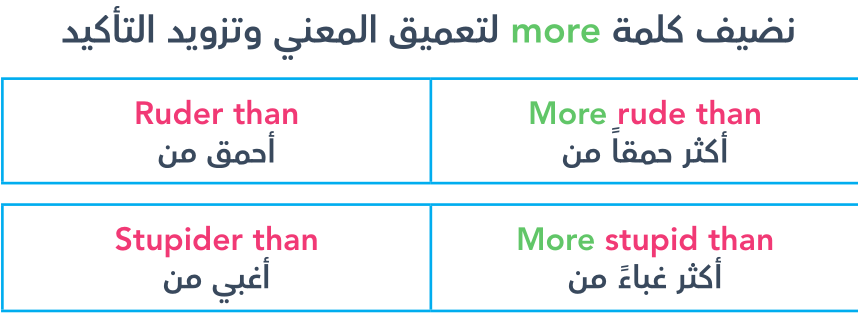 نضيف كلمة more لتعميق المعني وتزويد التأكيد
Ruder than
أحمق من
More rude than
أكثر حمقاً من
Stupider than
أغبي من
More stupid than
أكثر غباءً من